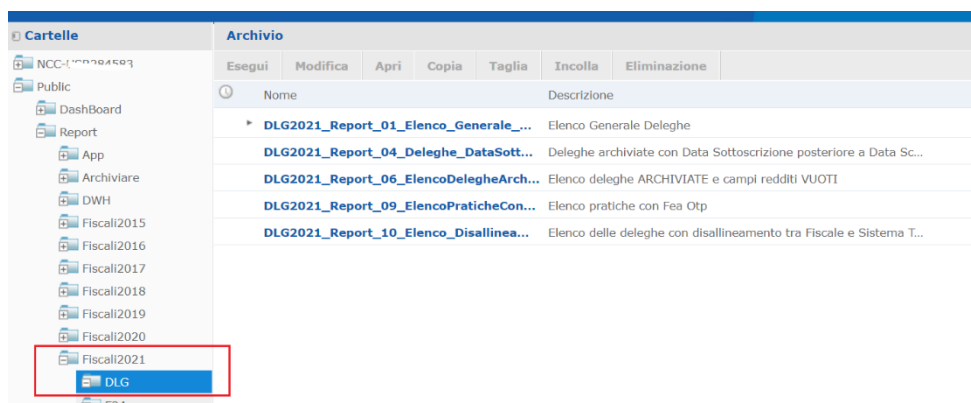 Cartelle
Public
DashBoard
Report
App
Archiviare
DWH
Fiscali2015
Fiscali2016
Fiscali2017
Fiscali2018
Fiscali2019
Fiscali2020
Fiscali2021
DLG
Archivio
Esegui Modifica Apri Copia Taglia Incolla Eliminazione
Nome Descrizione
DLG2021_Report_01_Elenco_Generale_... Elenco Generale Deleghe
DLG2021_Report_04_Deleghe_DataSott... Deleghe archiviate con Data Sottoscrizione posteriore a Data Sc...
DLG2021_Report_06_ElencoDelegheArch... Elenco deleghe ARCHIVIATE e campi redditi VUOTI
DLG2021_Report_09_ElencoPraticheCon... Elenco pratiche con Fea Otp
DLG2021_Report_10_Elenco_Disallinea... Elenco delle deleghe con disallineamento tra Fiscale e Sistema T...